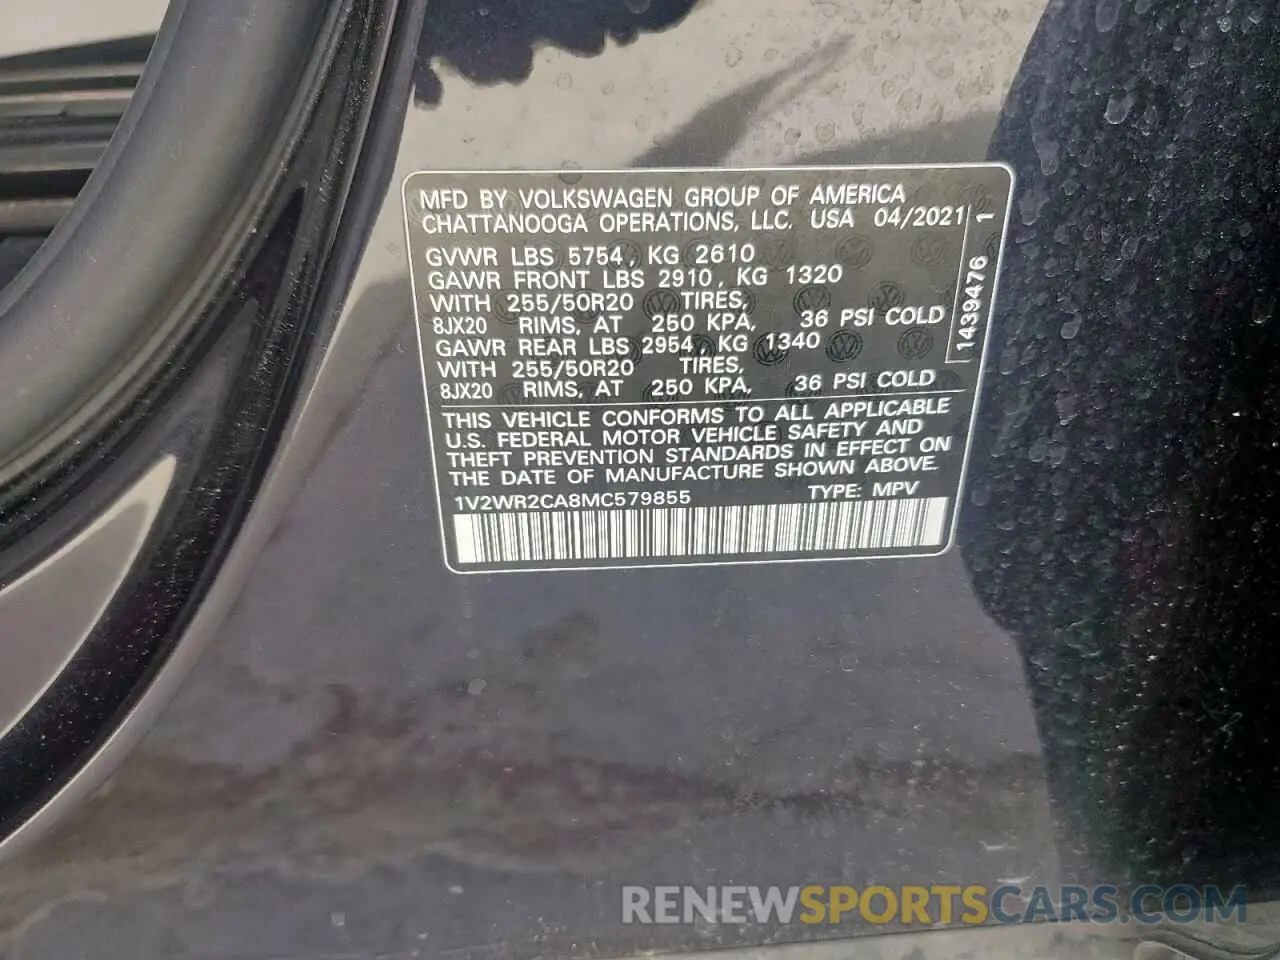 MFD BY VOLKSWAGEN GROUP OF AMERICA
CHATTANOOGA OPERATIONS, LLC. USA 04/2021
GVWR LBS 5754, KG 2610
GAWR FRONT LBS 2910, KG 1320
WITH 255/50R20 TIRES,
8JX20 RIMS, AT 250 KPA, 36 PSI COLD
GAWR REAR LBS 2954, KG 1340
WITH 255/50R20 TIRES,
8JX20 RIMS, AT 250 KPA, 36 PSI COLD
1439476 1
THIS VEHICLE CONFORMS TO ALL APPLICABLE
U.S. FEDERAL MOTOR VEHICLE SAFETY AND
THEFT PREVENTION STANDARDS IN EFFECT ON
THE DATE OF MANUFACTURE SHOWN ABOVE.
1V2WR2CA8MC579855 TYPE: MPV
RENEWSPORTSCARS.COM